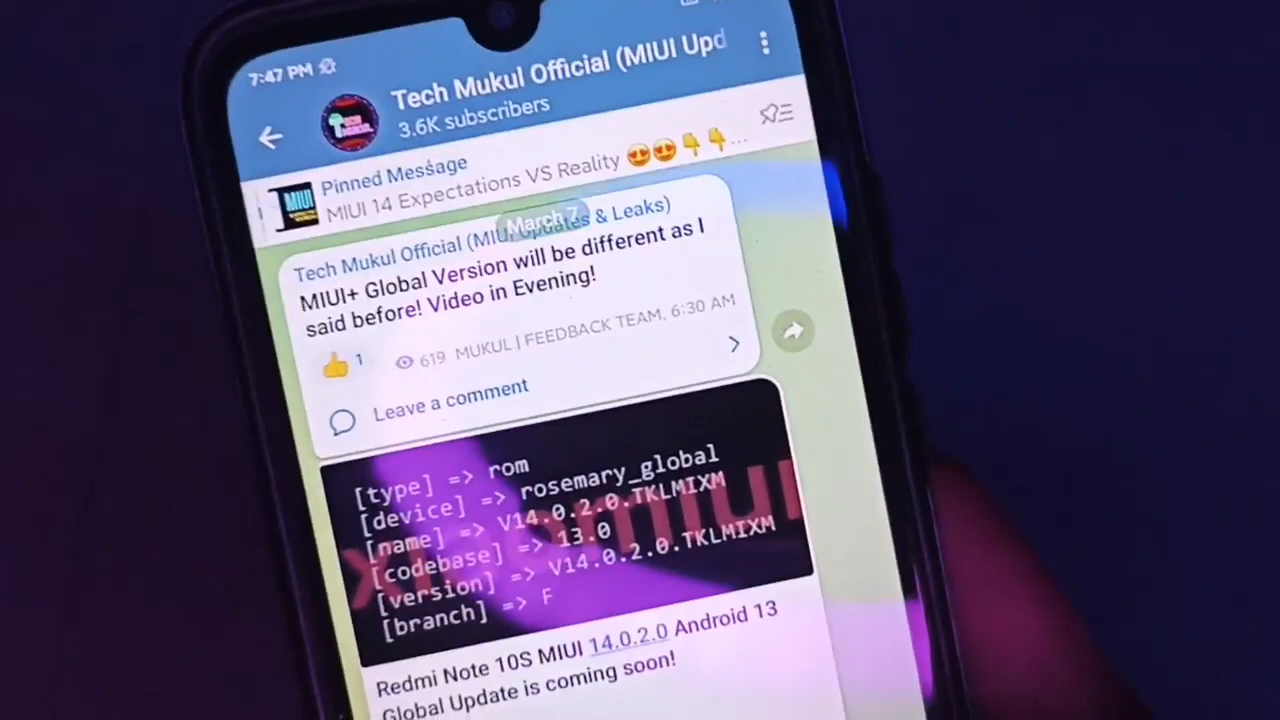 7:47 PM
Tech Mukul Official (MIUI Upd
3.6K subscribers
TECH
MUKUL
Pinned Message
MIUI 14 Expectations VS Reality 😍😍👇👇...
MIUI
March 7
Tech Mukul Official (MIUI Updates & Leaks)
MIUI+ Global Version will be different as I
said before! Video in Evening!
👍 1
619 MUKUL | FEEDBACK TEAM, 6:30 AM
Leave a comment
[type] => rom
[device] => rosemary_global
[name] => V14.0.2.0.TKLMIXM
[codebase] => 13.0
[version] => V14.0.2.0.TKLMIXM
[branch] => F
Redmi Note 10S MIUI 14.0.2.0 Android 13
Global Update is coming soon!